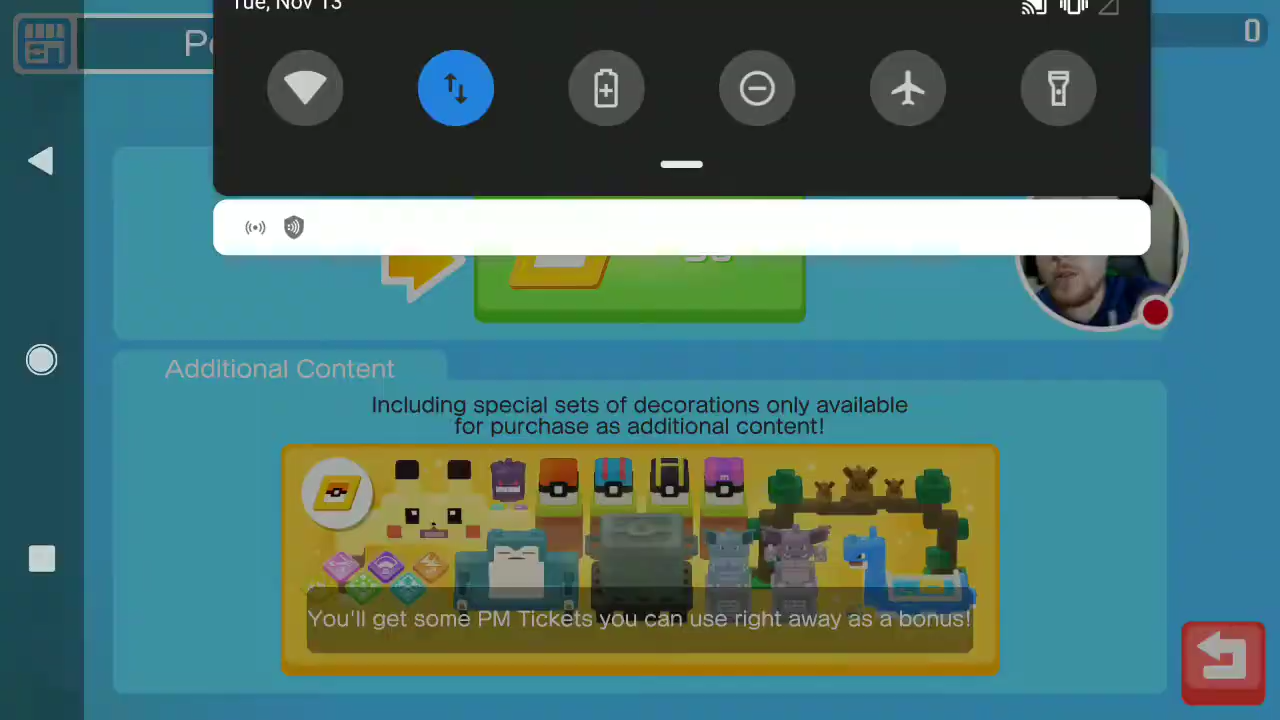 Tue, Nov 13
0
Additional Content
Including special sets of decorations only available
for purchase as additional content!
You'll get some PM Tickets you can use right away as a bonus!